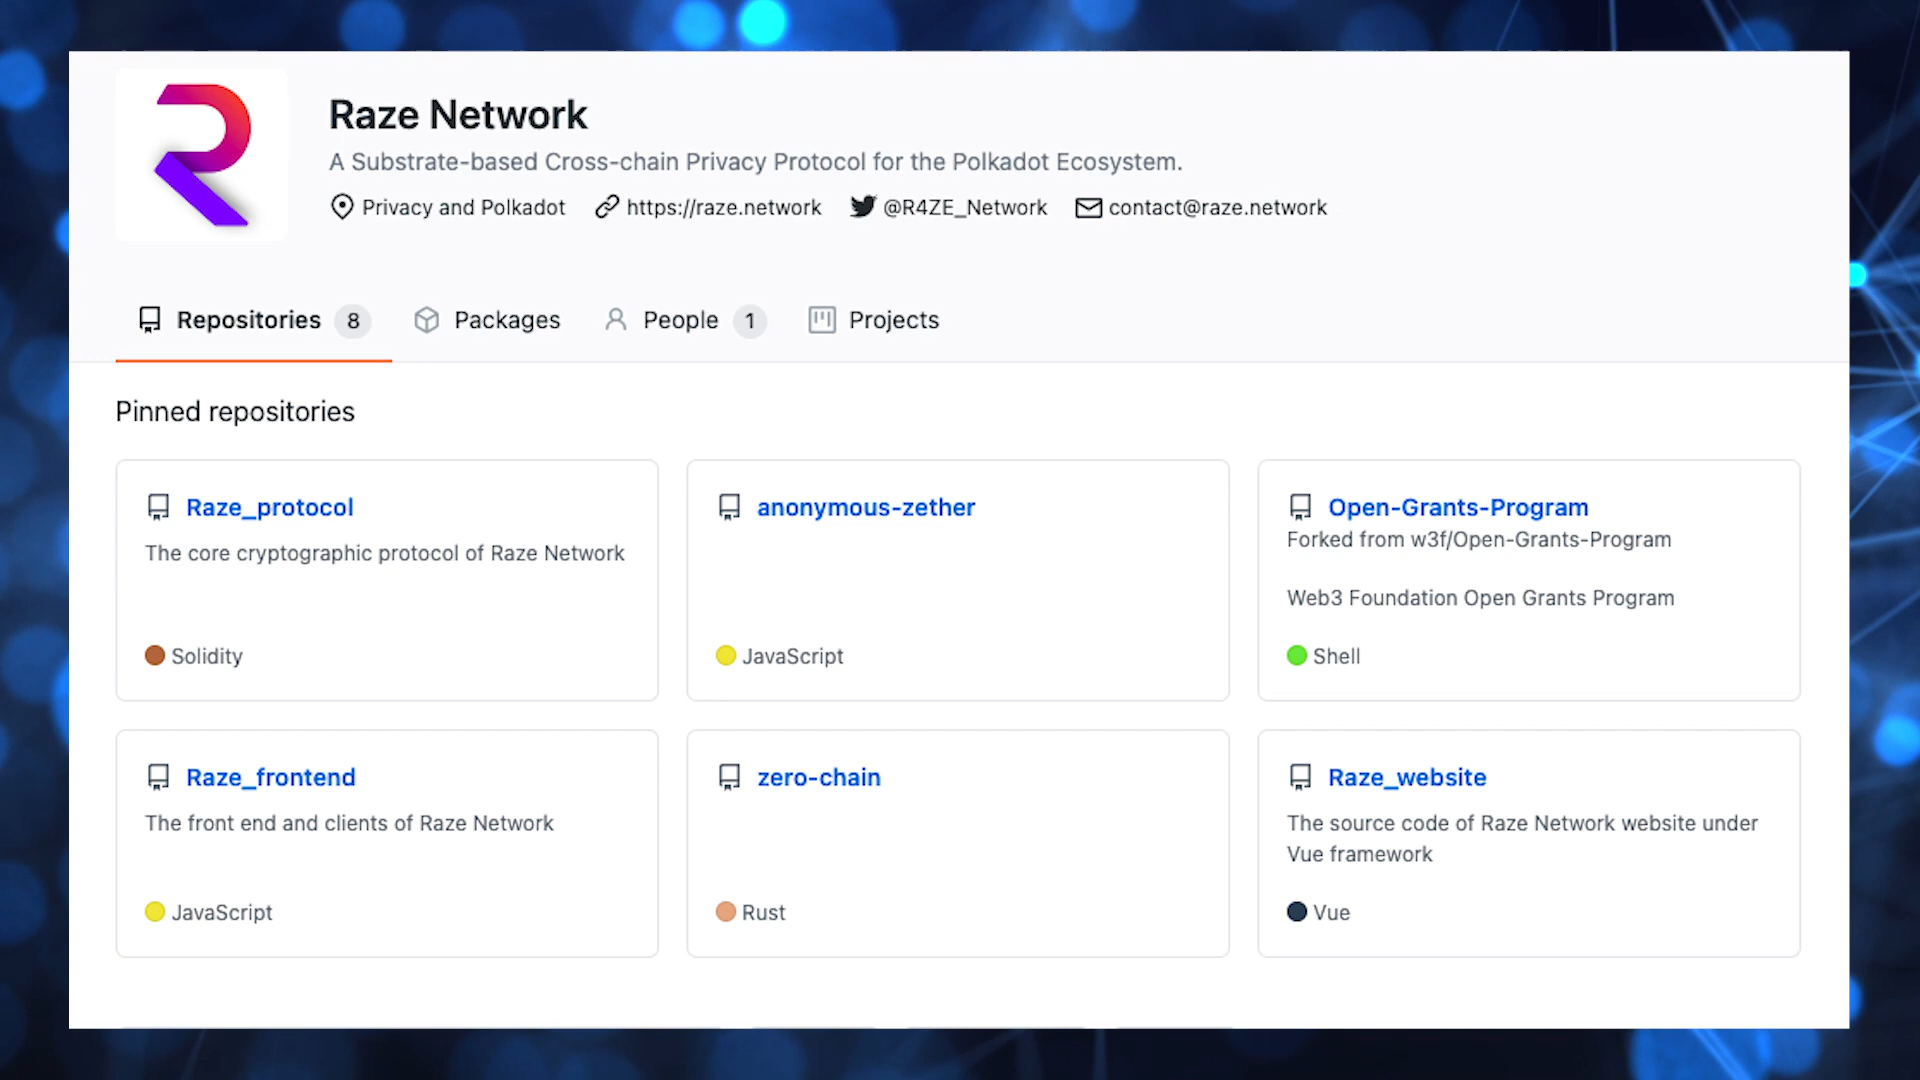 Raze Network
A Substrate-based Cross-chain Privacy Protocol for the Polkadot Ecosystem.
Privacy and Polkadot https://raze.network @R4ZE_Network contact@raze.network
Repositories 8 Packages People 1 Projects
Pinned repositories
Raze_protocol
The core cryptographic protocol of Raze Network
Solidity
anonymous-zether
JavaScript
Open-Grants-Program
Forked from w3f/Open-Grants-Program
Web3 Foundation Open Grants Program
Shell
Raze_frontend
The front end and clients of Raze Network
JavaScript
zero-chain
Rust
Raze_website
The source code of Raze Network website under
Vue framework
Vue